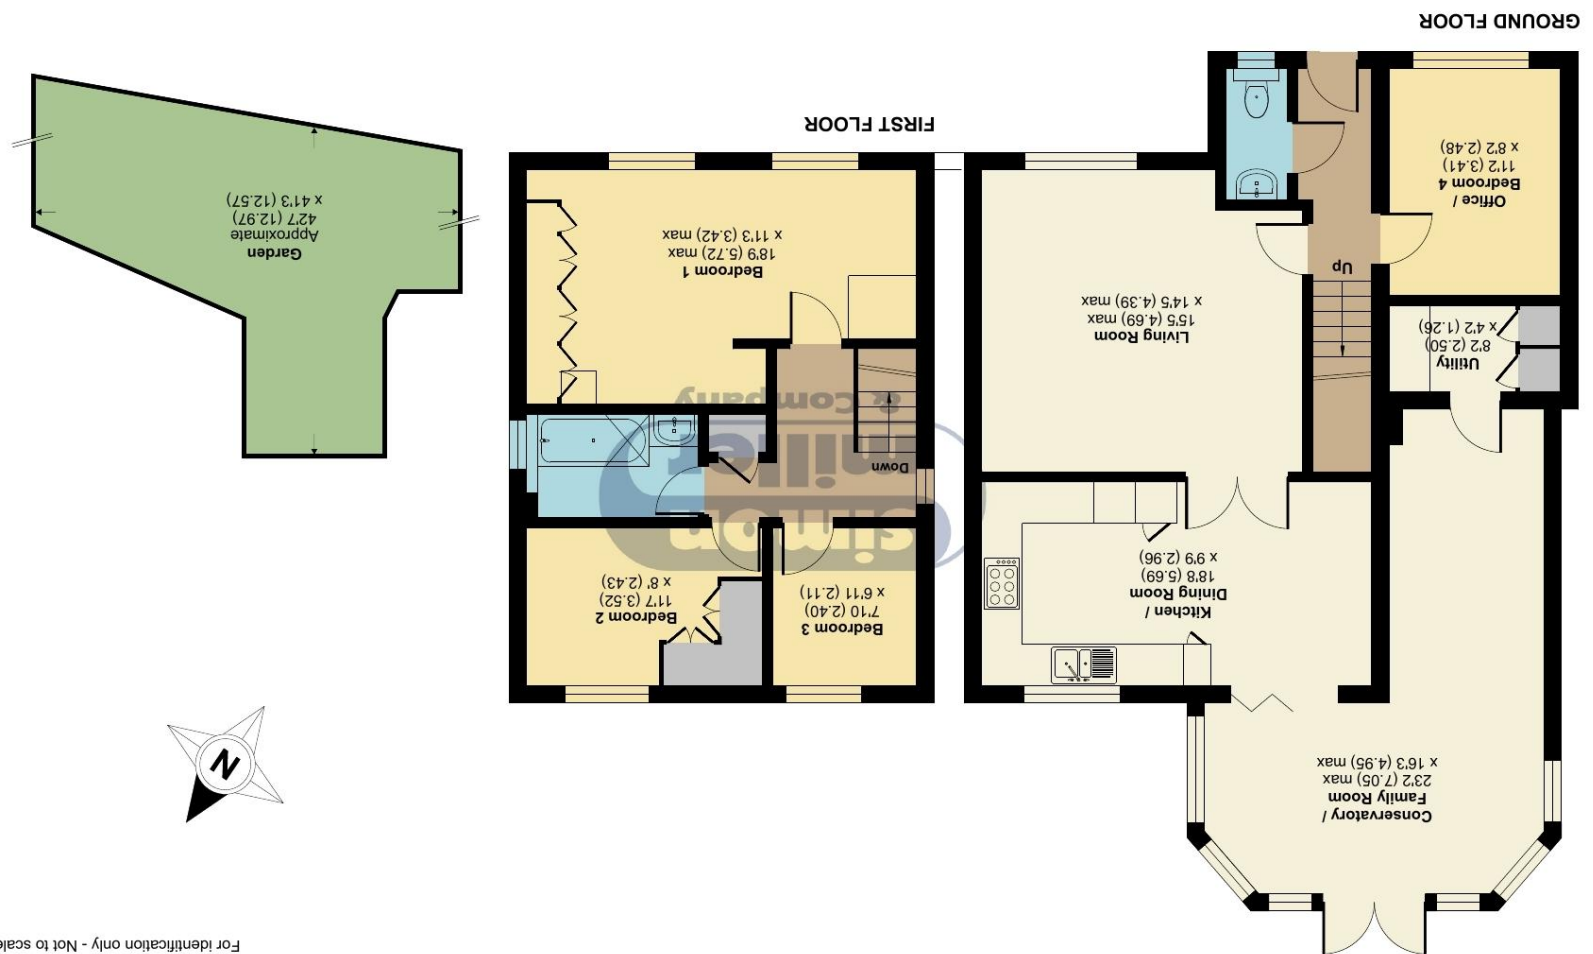 For identification only - Not to scale
Conservatory /
Family Room
23'2 (7.05) max
x 16'3 (4.95) max
Kitchen /
Dining Room
18'8 (5.69)
x 9'9 (2.96)
Living Room
15'5 (4.69) max
x 14'5 (4.39) max
Utility
8'2 (2.50)
x 4'2 (1.26)
Up
Office /
Bedroom 4
11'2 (3.41)
x 8'2 (2.48)
GROUND FLOOR
Bedroom 3
7'10 (2.40)
x 6'11 (2.11)
Bedroom 2
11'7 (3.52)
x 8' (2.43)
Down
Bedroom 1
18'9 (5.72) max
x 11'3 (3.42) max
FIRST FLOOR
simon
miller
& Company
N
Garden
Approximate
42'7 (12.97)
x 41'3 (12.57)